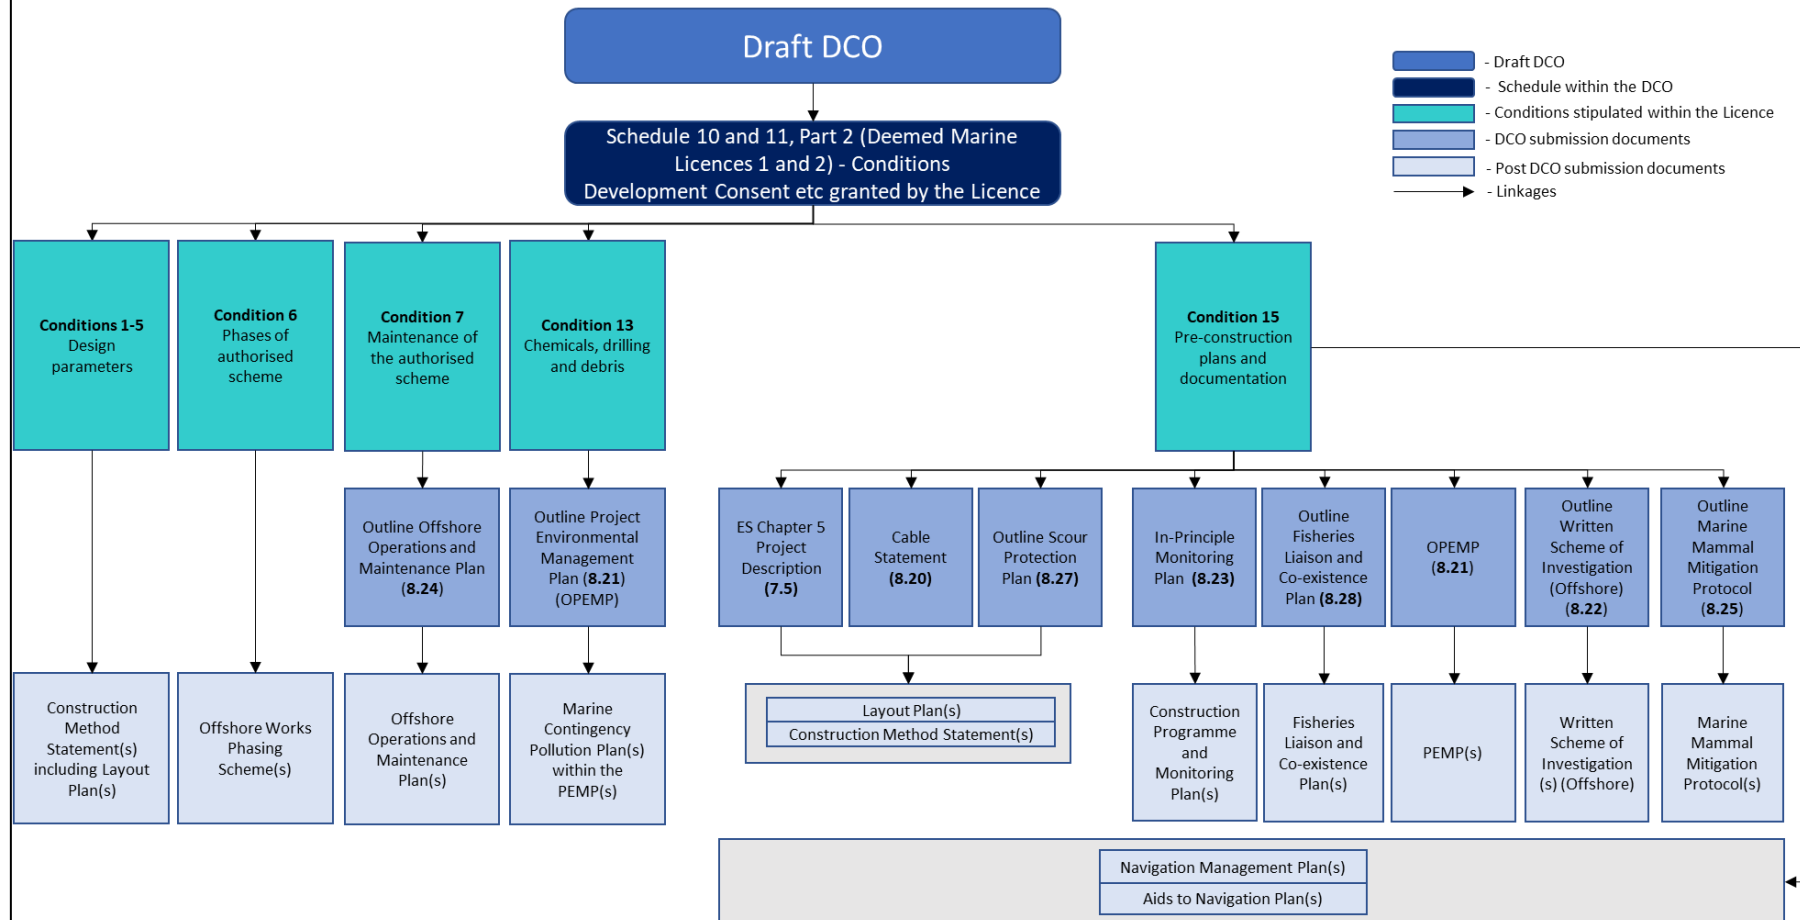 Draft DCO
- Draft DCO
- Schedule within the DCO
- Conditions stipulated within the Licence
- DCO submission documents
- Post DCO submission documents
- Linkages
Schedule 10 and 11, Part 2 (Deemed Marine
Licences 1 and 2) - Conditions
Development Consent etc granted by the Licence
Conditions 1-5
Design
parameters
Condition 6
Phases of
authorised
scheme
Condition 7
Maintenance of
the authorised
scheme
Condition 13
Chemicals, drilling
and debris
Condition 15
Pre-construction
plans and
documentation
Outline Offshore
Operations and
Maintenance Plan
(8.24)
Outline Project
Environmental
Management
Plan (8.21)
(OPEMP)
ES Chapter 5
Project
Description
(7.5)
Cable
Statement
(8.20)
Outline Scour
Protection
Plan (8.27)
In-Principle
Monitoring
Plan (8.23)
Outline
Fisheries
Liaison and
Co-existence
Plan (8.28)
OPEMP
(8.21)
Outline
Written
Scheme of
Investigation
(Offshore)
(8.22)
Outline
Marine
Mammal
Mitigation
Protocol
(8.25)
Construction
Method
Statement(s)
including Layout
Plan(s)
Offshore Works
Phasing
Scheme(s)
Offshore
Operations and
Maintenance
Plan(s)
Marine
Contingency
Pollution Plan(s)
within the
PEMP(s)
Layout Plan(s)
Construction Method Statement(s)
Construction
Programme
and
Monitoring
Plan(s)
Fisheries
Liaison and
Co-existence
Plan(s)
PEMP(s)
Written
Scheme of
Investigation
(s) (Offshore)
Marine
Mammal
Mitigation
Protocol(s)
Navigation Management Plan(s)
Aids to Navigation Plan(s)